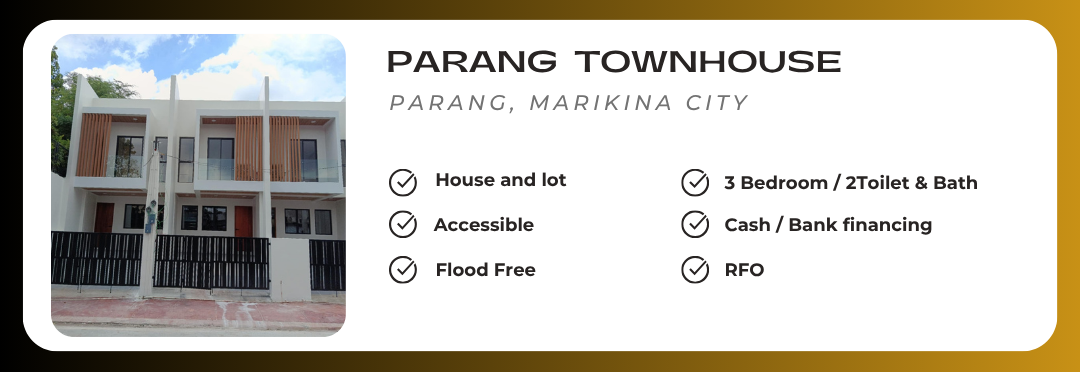 PARANG TOWNHOUSE
PARANG, MARIKINA CITY
House and lot
Accessible
Flood Free
3 Bedroom / 2Toilet & Bath
Cash / Bank financing
RFO